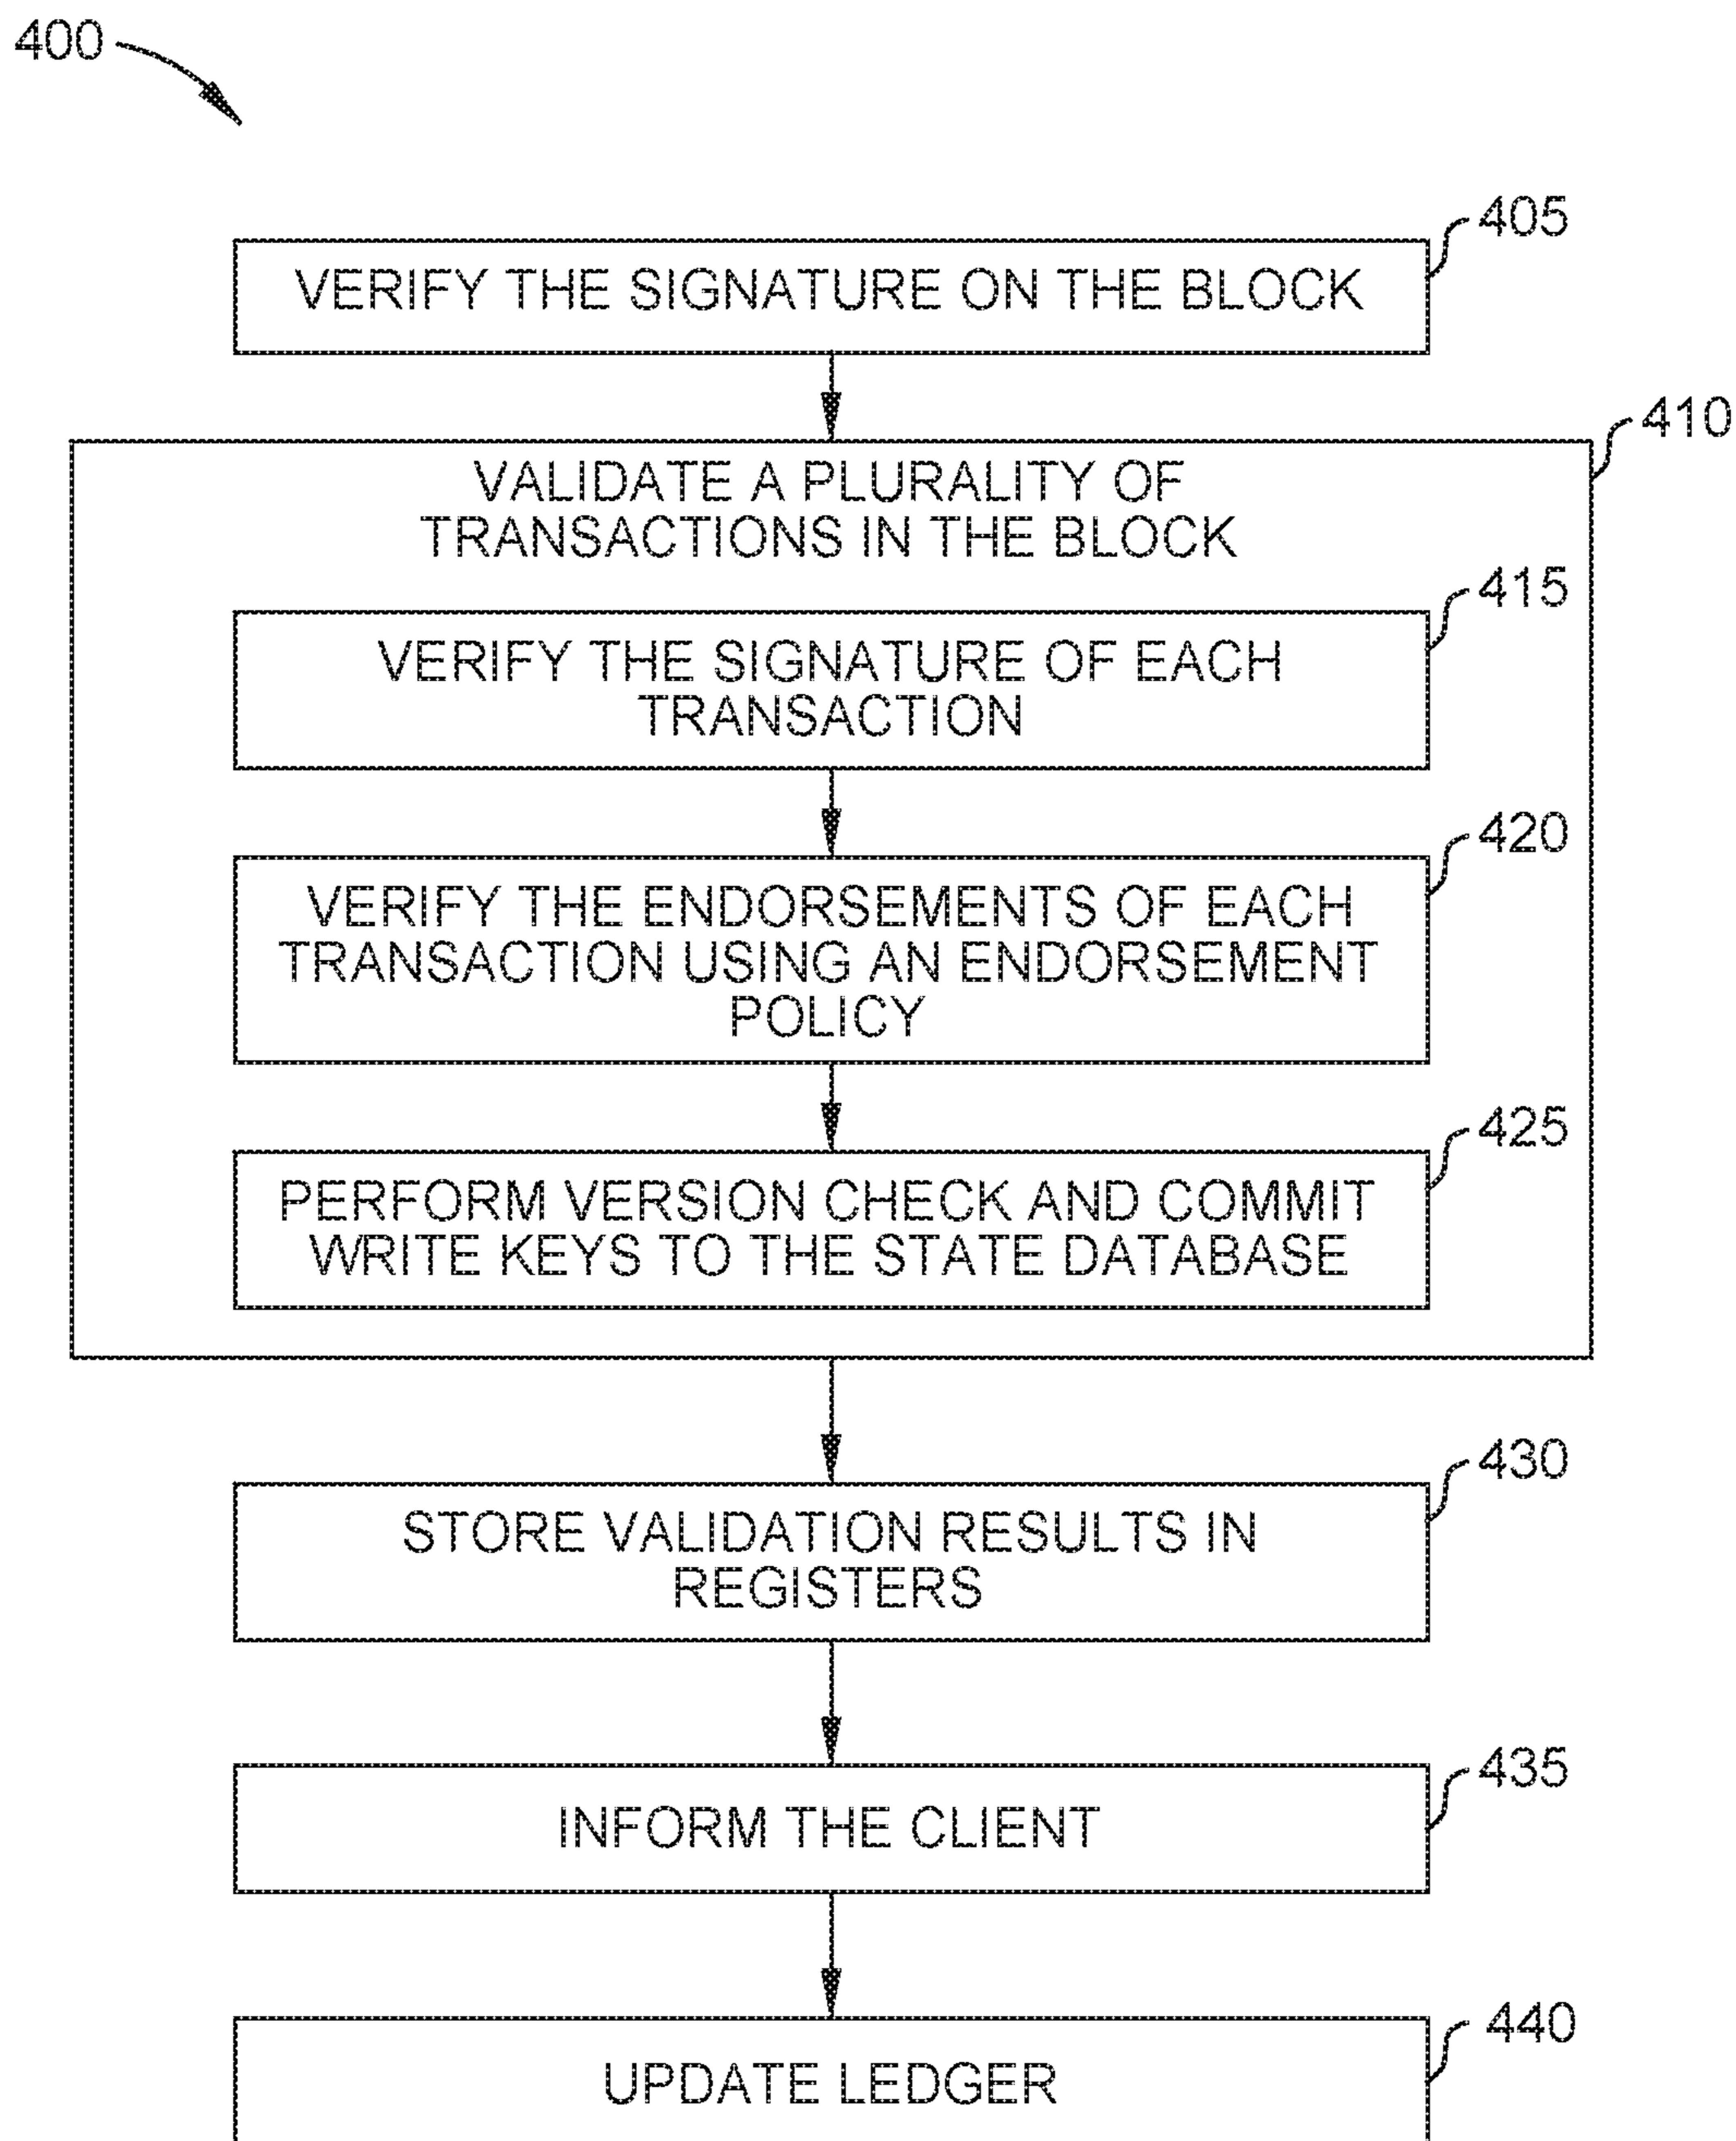 400
405
VERIFY THE SIGNATURE ON THE BLOCK
410
VALIDATE A PLURALITY OF
TRANSACTIONS IN THE BLOCK
415
VERIFY THE SIGNATURE OF EACH
TRANSACTION
420
VERIFY THE ENDORSEMENTS OF EACH
TRANSACTION USING AN ENDORSEMENT
POLICY
425
PERFORM VERSION CHECK AND COMMIT
WRITE KEYS TO THE STATE DATABASE
430
STORE VALIDATION RESULTS IN
REGISTERS
435
INFORM THE CLIENT
440
UPDATE LEDGER